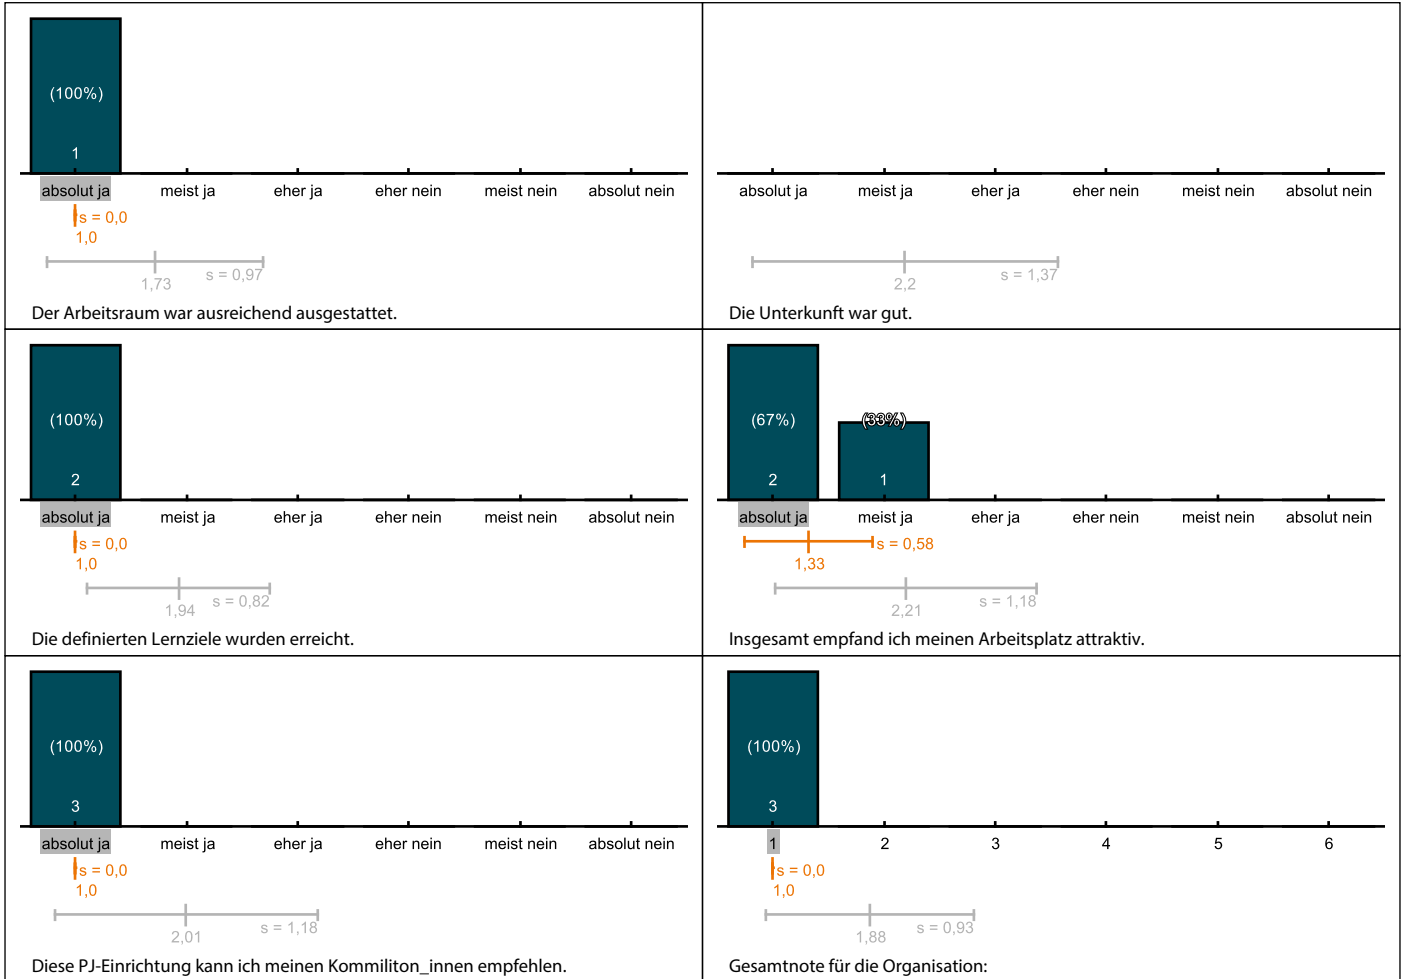 (100%)
1
absolut ja meist ja eher ja eher nein meist nein absolut nein
s = 0,0
1,0
s = 0,97
1,73
Der Arbeitsraum war ausreichend ausgestattet.
absolut ja meist ja eher ja eher nein meist nein absolut nein
s = 1,37
2,2
Die Unterkunft war gut.
(100%)
2
absolut ja meist ja eher ja eher nein meist nein absolut nein
s = 0,0
1,0
s = 0,82
1,94
Die definierten Lernziele wurden erreicht.
(67%) (33%)
2 1
absolut ja meist ja eher ja eher nein meist nein absolut nein
s = 0,58
1,33
s = 1,18
2,21
Insgesamt empfand ich meinen Arbeitsplatz attraktiv.
(100%)
3
absolut ja meist ja eher ja eher nein meist nein absolut nein
s = 0,0
1,0
s = 1,18
2,01
Diese PJ-Einrichtung kann ich meinen Kommiliton_innen empfehlen.
(100%)
3
1 2 3 4 5 6
s = 0,0
1,0
s = 0,93
1,88
Gesamtnote für die Organisation: